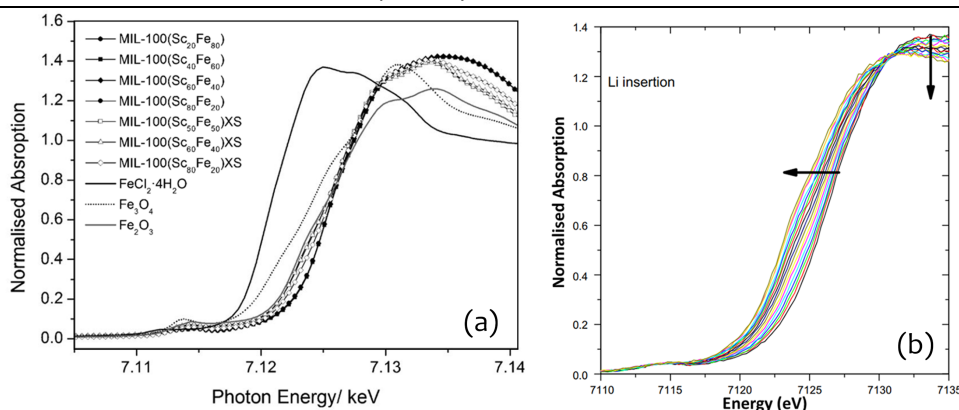 1.6
1.4
1.2
1.0
0.8
0.6
0.4
0.2
0.0
Normalised Absroption
MIL-100(Sc₂₀Fe₈₀)
MIL-100(Sc₄₀Fe₆₀)
MIL-100(Sc₆₀Fe₄₀)
MIL-100(Sc₈₀Fe₂₀)
MIL-100(Sc₅₀Fe₅₀)XS
MIL-100(Sc₆₀Fe₄₀)XS
MIL-100(Sc₈₀Fe₂₀)XS
FeCl₂·4H₂O
Fe₃O₄
Fe₂O₃
(a)
7.11 7.12 7.13 7.14
Photon Energy/ keV
1.4
1.2
1.0
0.8
0.6
0.4
0.2
0.0
Normalised Absorption
Li insertion
(b)
7110 7115 7120 7125 7130 7135
Energy (eV)